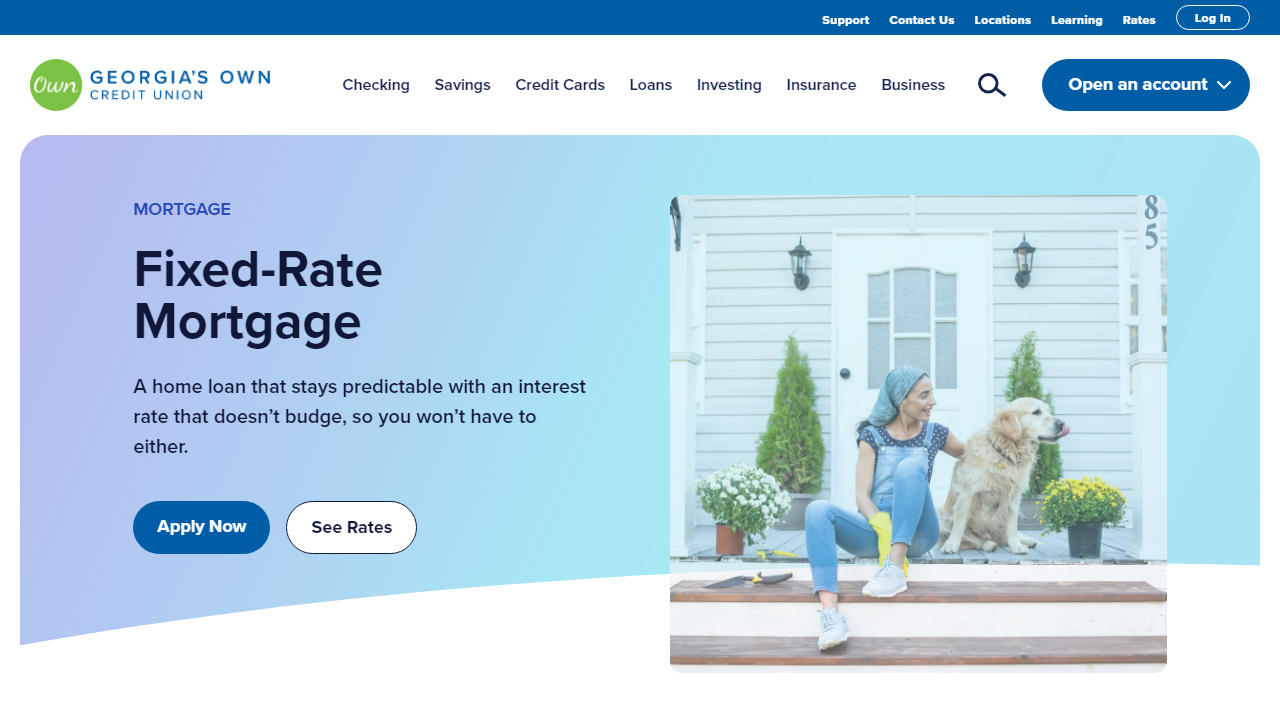 Support Contact Us Locations Learning Rates Log In
Own GEORGIA'S OWN
CREDIT UNION
Checking Savings Credit Cards Loans Investing Insurance Business Open an account
MORTGAGE
Fixed-Rate
Mortgage
A home loan that stays predictable with an interest
rate that doesn’t budge, so you won’t have to
either.
Apply Now See Rates
8
5